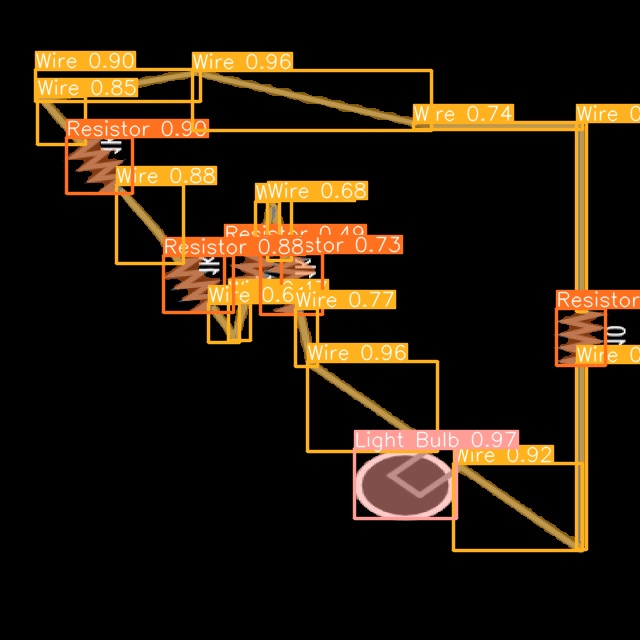 Wire 0.90
Wire 0.96
Wire 0.85
Wire 0.74
Wire 0
Resistor 0.90
Wire 0.88
Wire 0.68
Resistor 0.49
Resistor 0.88
stor 0.73
Wire 0.6
Wire 0.77
Resistor
Wire 0.96
Wire 0
Light Bulb 0.97
Wire 0.92